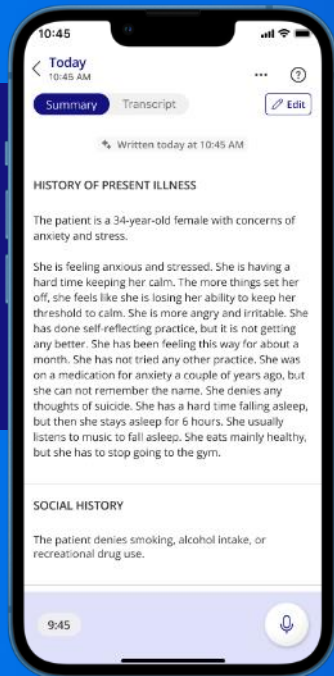 10:45
Today
10:45 AM
Summary
Transcript
Edit
Written today at 10:45 AM
HISTORY OF PRESENT ILLNESS
The patient is a 34-year-old female with concerns of
anxiety and stress.
She is feeling anxious and stressed. She is having a
hard time keeping her calm. The more things set her
off, she feels like she is losing her ability to keep her
threshold to calm. She is more angry and irritable. She
has done self-reflecting practice, but it is not getting
any better. She has been feeling this way for about a
month. She has not tried any other practice. She was
on a medication for anxiety a couple of years ago, but
she can not remember the name. She denies any
thoughts of suicide. She has a hard time falling asleep,
but then she stays asleep for 6 hours. She usually
listens to music to fall asleep. She eats mainly healthy,
but she has to stop going to the gym.
SOCIAL HISTORY
The patient denies smoking, alcohol intake, or
recreational drug use.
9:45